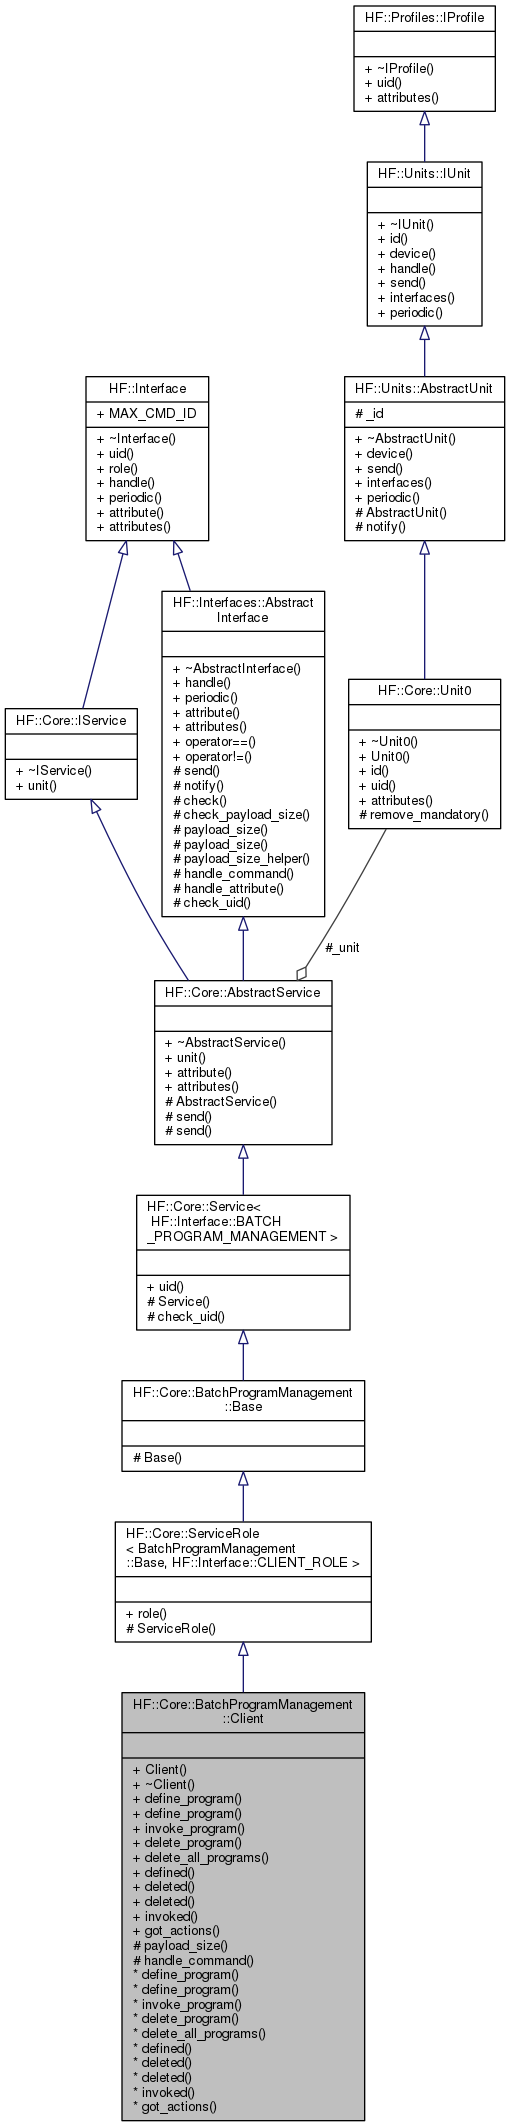 HF::Profiles::IProfile
+ ~IProfile()
+ uid()
+ attributes()
HF::Units::IUnit
+ ~IUnit()
+ id()
+ device()
+ handle()
+ send()
+ interfaces()
+ periodic()
HF::Interface
+ MAX_CMD_ID
+ ~Interface()
+ uid()
+ role()
+ handle()
+ periodic()
+ attribute()
+ attributes()
HF::Units::AbstractUnit
# _id
+ ~AbstractUnit()
+ device()
+ send()
+ interfaces()
+ periodic()
# AbstractUnit()
# notify()
HF::Interfaces::Abstract
Interface
+ ~AbstractInterface()
+ handle()
+ periodic()
+ attribute()
+ attributes()
+ operator==()
+ operator!=()
# send()
# notify()
# check()
# check_payload_size()
# payload_size()
# payload_size()
# payload_size_helper()
# handle_command()
# handle_attribute()
# check_uid()
HF::Core::IService
+ ~IService()
+ unit()
HF::Core::Unit0
+ ~Unit0()
+ Unit0()
+ id()
+ uid()
+ attributes()
# remove_mandatory()
#_unit
HF::Core::AbstractService
+ ~AbstractService()
+ unit()
+ attribute()
+ attributes()
# AbstractService()
# send()
# send()
HF::Core::Service<
HF::Interface::BATCH
_PROGRAM_MANAGEMENT >
+ uid()
# Service()
# check_uid()
HF::Core::BatchProgramManagement
::Base
# Base()
HF::Core::ServiceRole
< BatchProgramManagement
::Base, HF::Interface::CLIENT_ROLE >
+ role()
# ServiceRole()
HF::Core::BatchProgramManagement
::Client
+ Client()
+ ~Client()
+ define_program()
+ define_program()
+ invoke_program()
+ delete_program()
+ delete_all_programs()
+ defined()
+ deleted()
+ deleted()
+ invoked()
+ got_actions()
# payload_size()
# handle_command()
* define_program()
* define_program()
* invoke_program()
* delete_program()
* delete_all_programs()
* defined()
* deleted()
* deleted()
* invoked()
* got_actions()